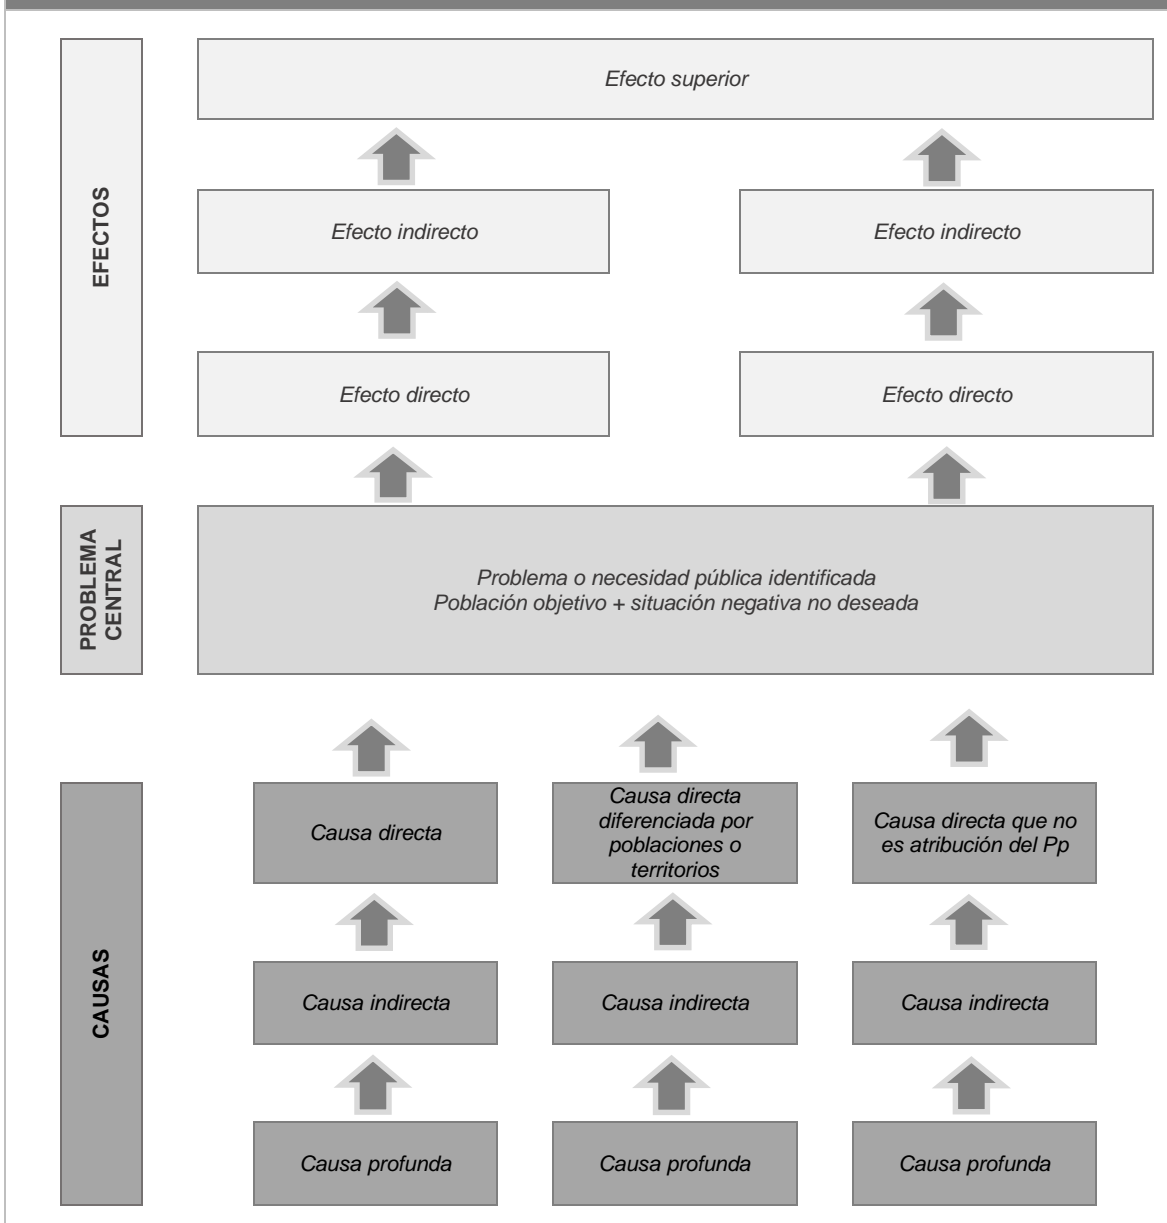 EFECTOS
Efecto superior
Efecto indirecto
Efecto indirecto
Efecto directo
Efecto directo
PROBLEMA
CENTRAL
Problema o necesidad pública identificada
Población objetivo + situación negativa no deseada
CAUSAS
Causa directa
Causa directa
diferenciada por
poblaciones o
territorios
Causa directa que no
es atribución del Pp
Causa indirecta
Causa indirecta
Causa indirecta
Causa profunda
Causa profunda
Causa profunda